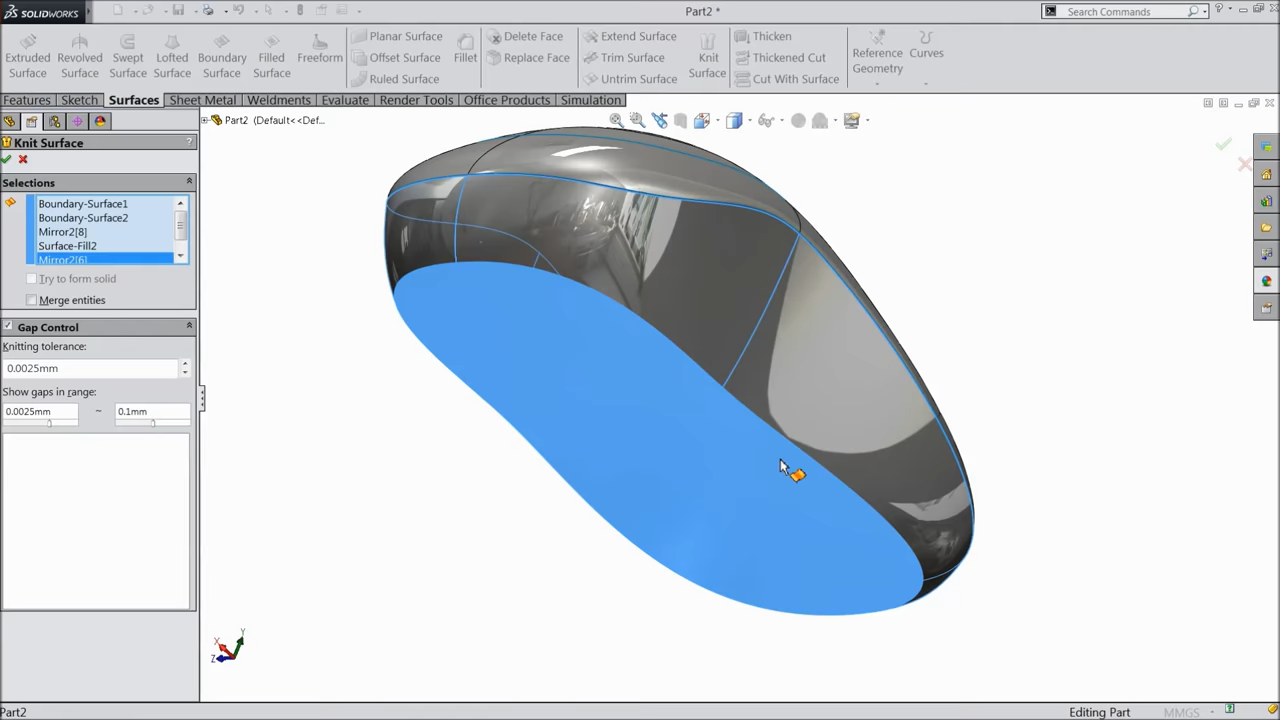 SOLIDWORKS
Part2 *
Search Commands
Extruded Surface
Revolved Surface
Swept Surface
Lofted Surface
Boundary Surface
Filled Surface
Freeform
Planar Surface
Offset Surface
Ruled Surface
Fillet
Delete Face
Replace Face
Extend Surface
Trim Surface
Untrim Surface
Knit Surface
Thicken
Thickened Cut
Cut With Surface
Reference Geometry
Curves
Features
Sketch
Surfaces
Sheet Metal
Weldments
Evaluate
Render Tools
Office Products
Simulation
Part2 (Default<<Def...
Knit Surface
?
Selections
Boundary-Surface1
Boundary-Surface2
Mirror2[8]
Surface-Fill2
Mirror2[6]
Try to form solid
Merge entities
Gap Control
Knitting tolerance:
0.0025mm
Show gaps in range:
0.0025mm ~ 0.1mm
Y
X
Z
Part2
Editing Part
MMGS